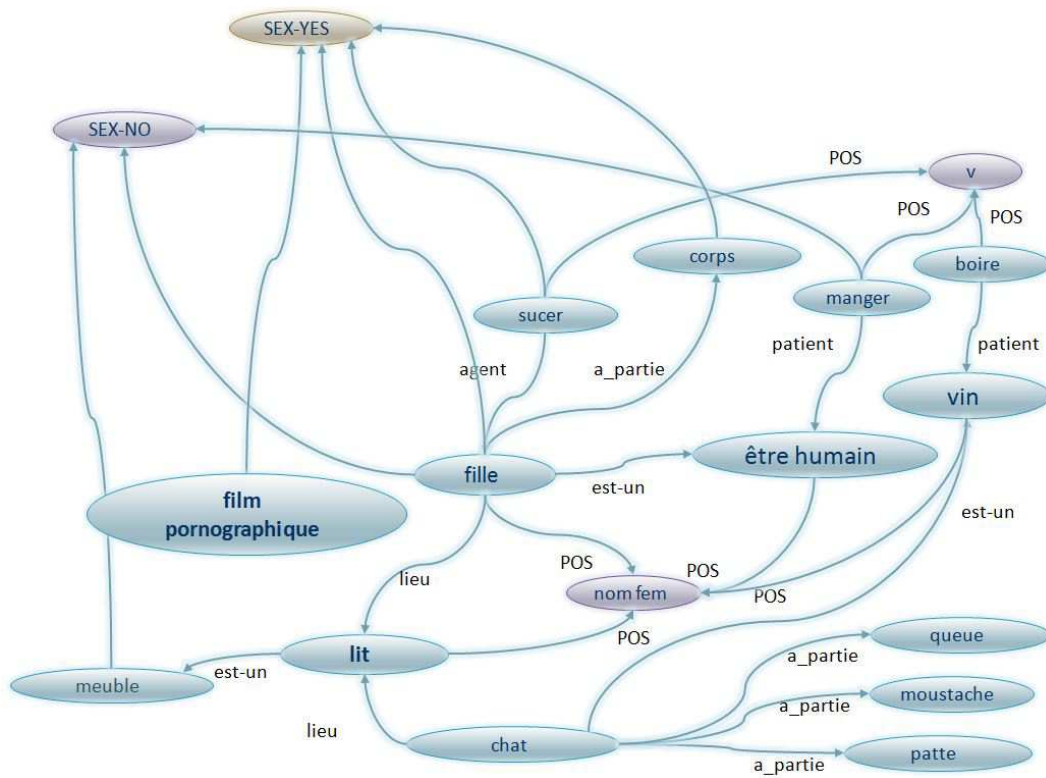 SEX-YES
SEX-NO
POS
v
POS
POS
corps
boire
sucer
manger
patient
patient
agent
a_partie
vin
être humain
fille
est-un
film
pornographique
est-un
lieu
POS
POS
nom fem
POS
POS
queue
a_partie
lit
est-un
meuble
moustache
a_partie
lieu
chat
patte
a_partie